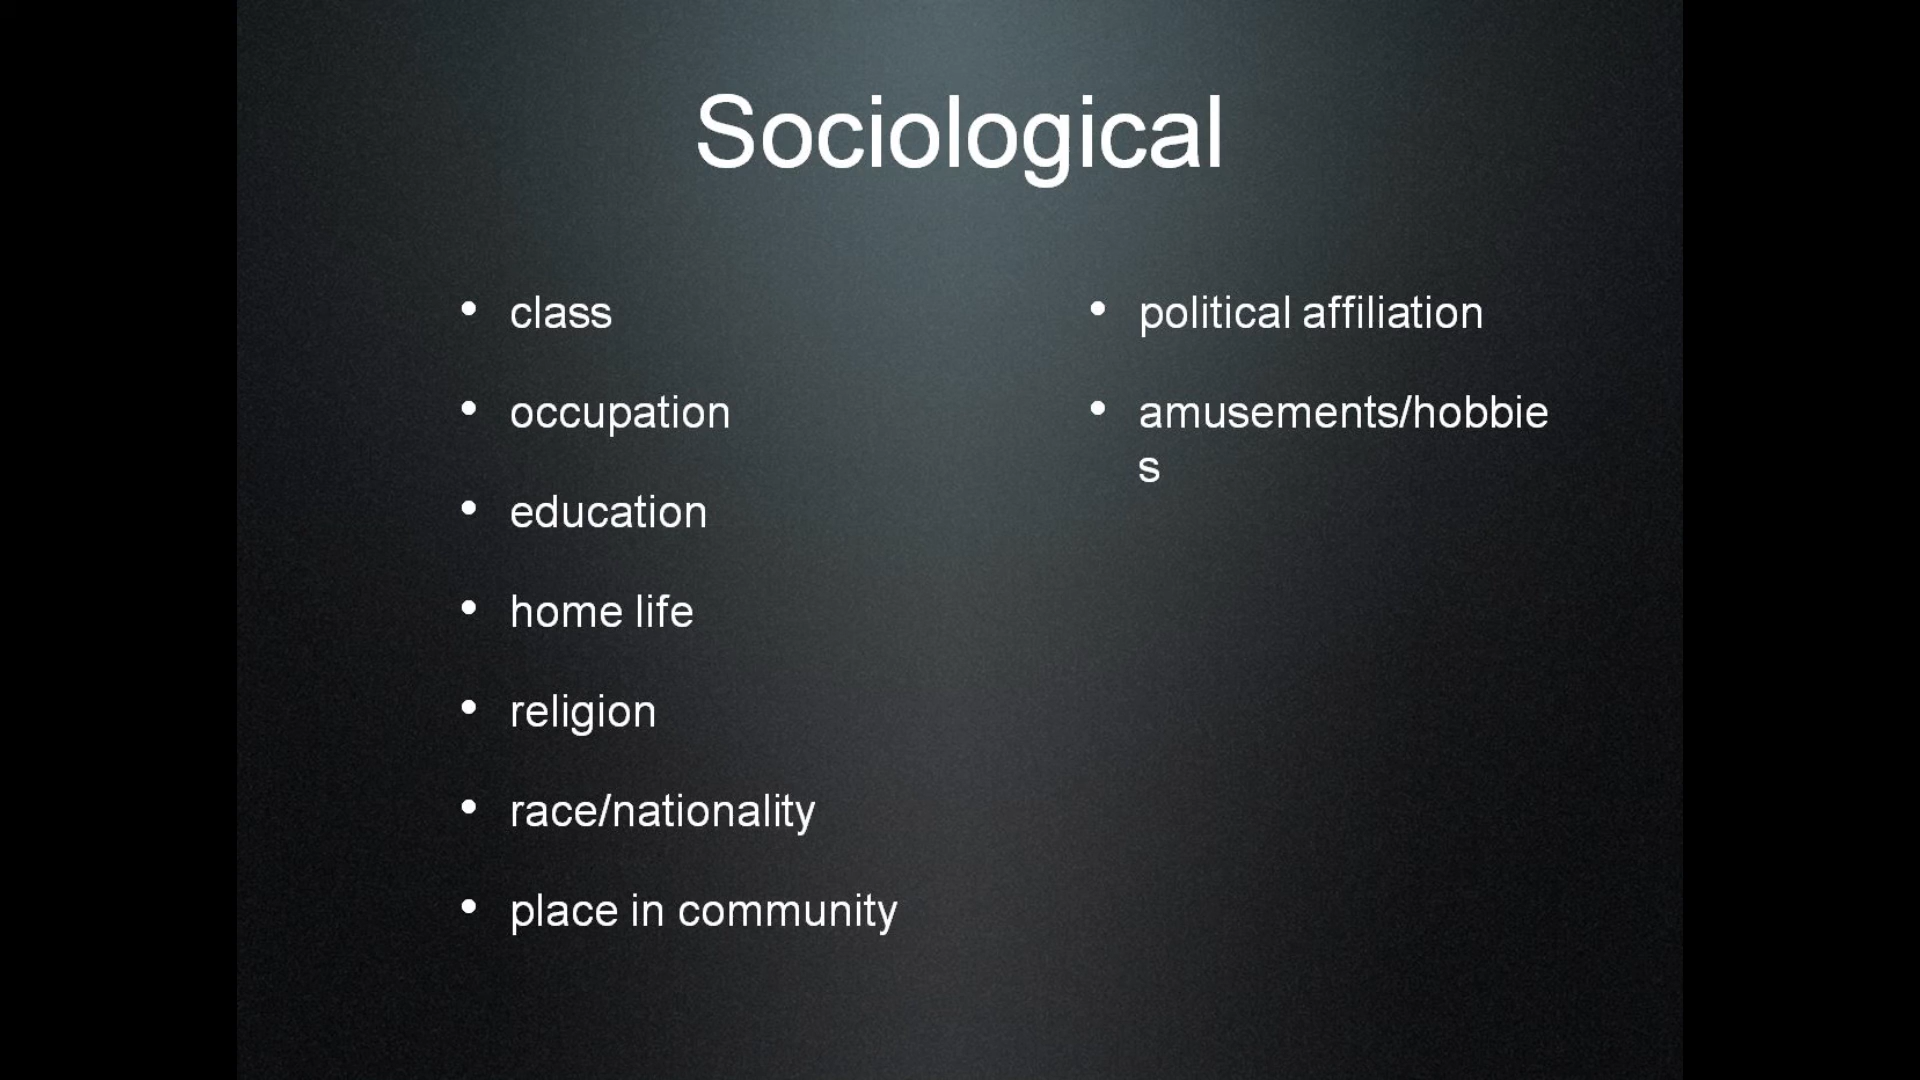 Sociological
• class
• occupation
• education
• home life
• religion
• race/nationality
• place in community
• political affiliation
• amusements/hobbie
s